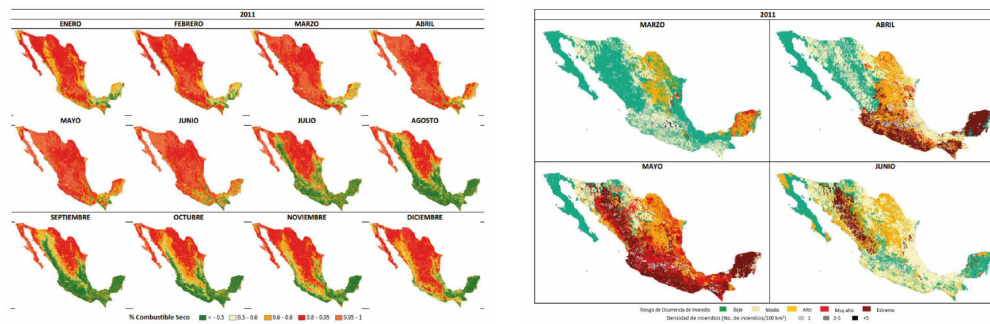 2011
ENERO FEBRERO MARZO ABRIL
MAYO JUNIO JULIO AGOSTO
SEPTIEMBRE OCTUBRE NOVIEMBRE DICIEMBRE
% Combustible Seco < - 0.5 0.5 - 0.6 0.6 - 0.8 0.8 - 0.95 0.95 - 1
2011
MARZO ABRIL
MAYO JUNIO
Riesgo de Ocurrencia de Incendio Bajo Medio Alto Muy alto Extremo
Densidad de incendios (No. de incendios/100 km²) 1 2-5 >5